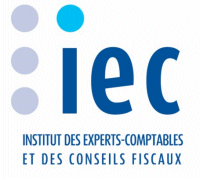 iec
INSTITUT DES EXPERTS-COMPTABLES
ET DES CONSEILS FISCAUX